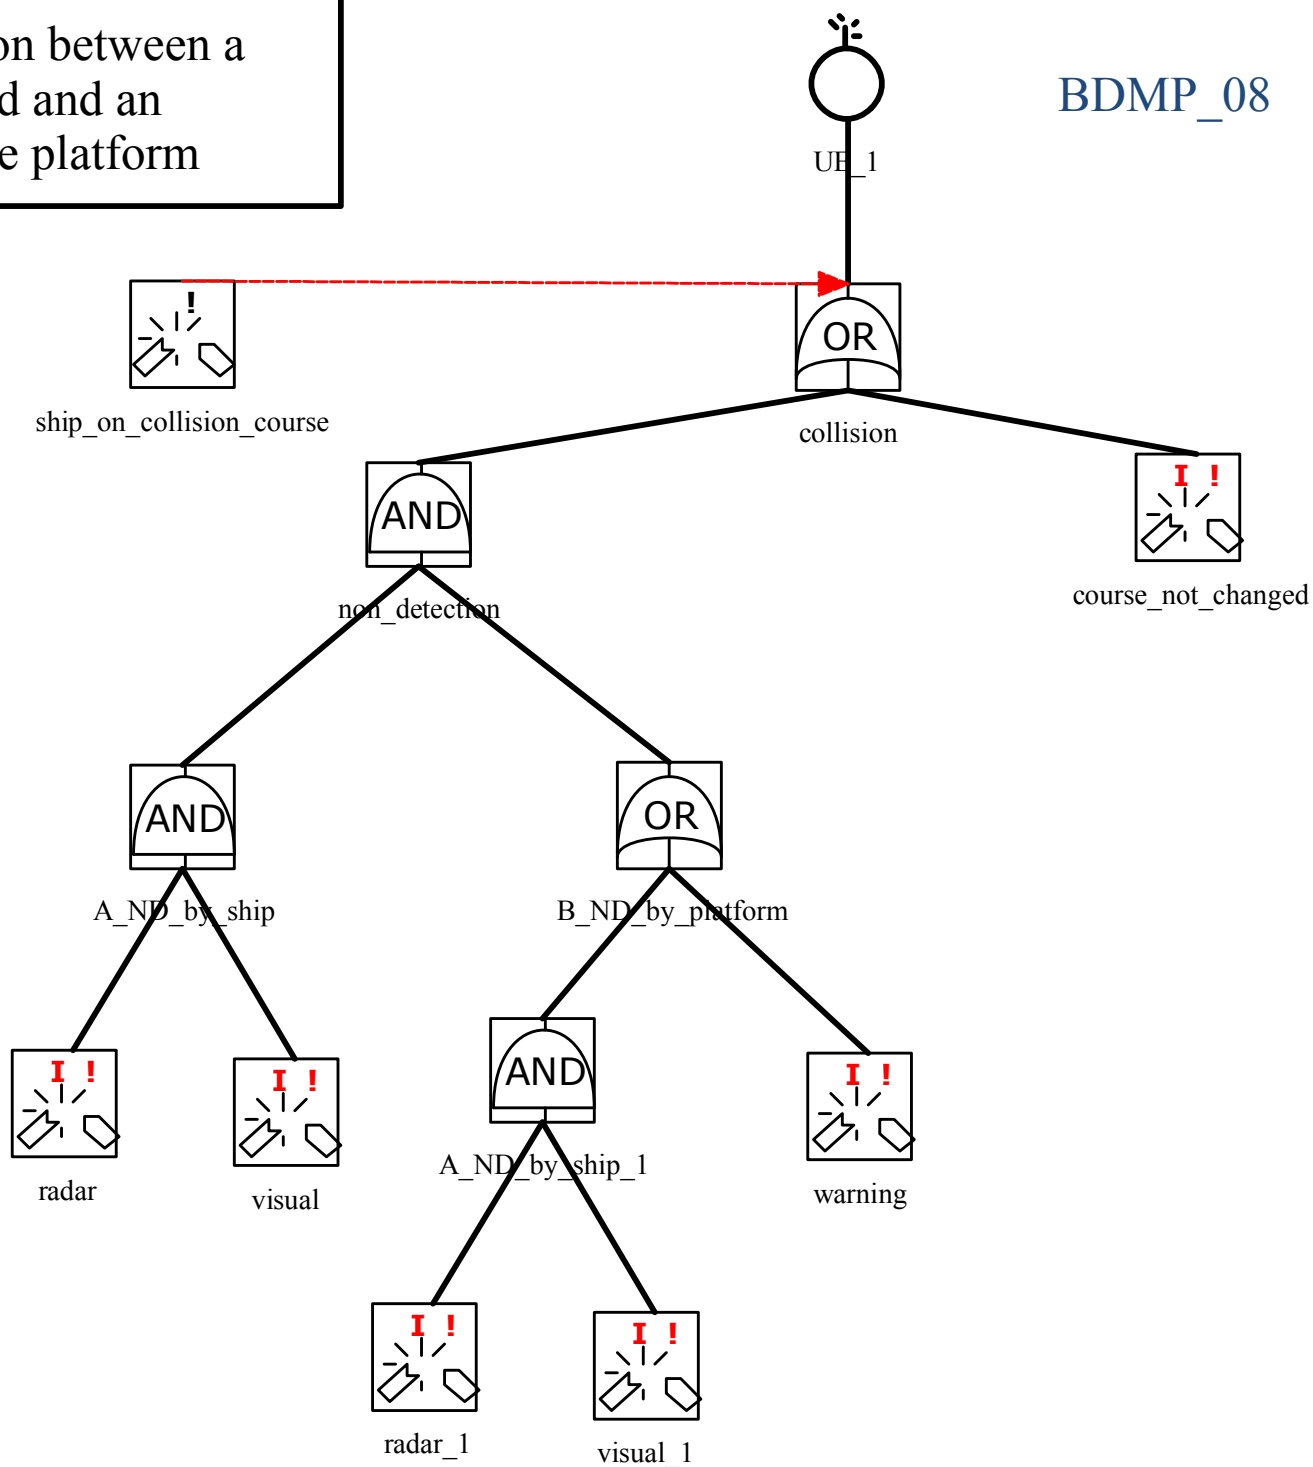 on between a
d and an
e platform
BDMP_08
UE_1
!
OR
ship_on_collision_course
collision
AND
I !
non_detection
course_not_changed
AND
OR
A_ND_by_ship
B_ND_by_platform
I !
I !
AND
I !
radar
visual
A_ND_by_ship_1
warning
I !
I !
radar_1
visual_1